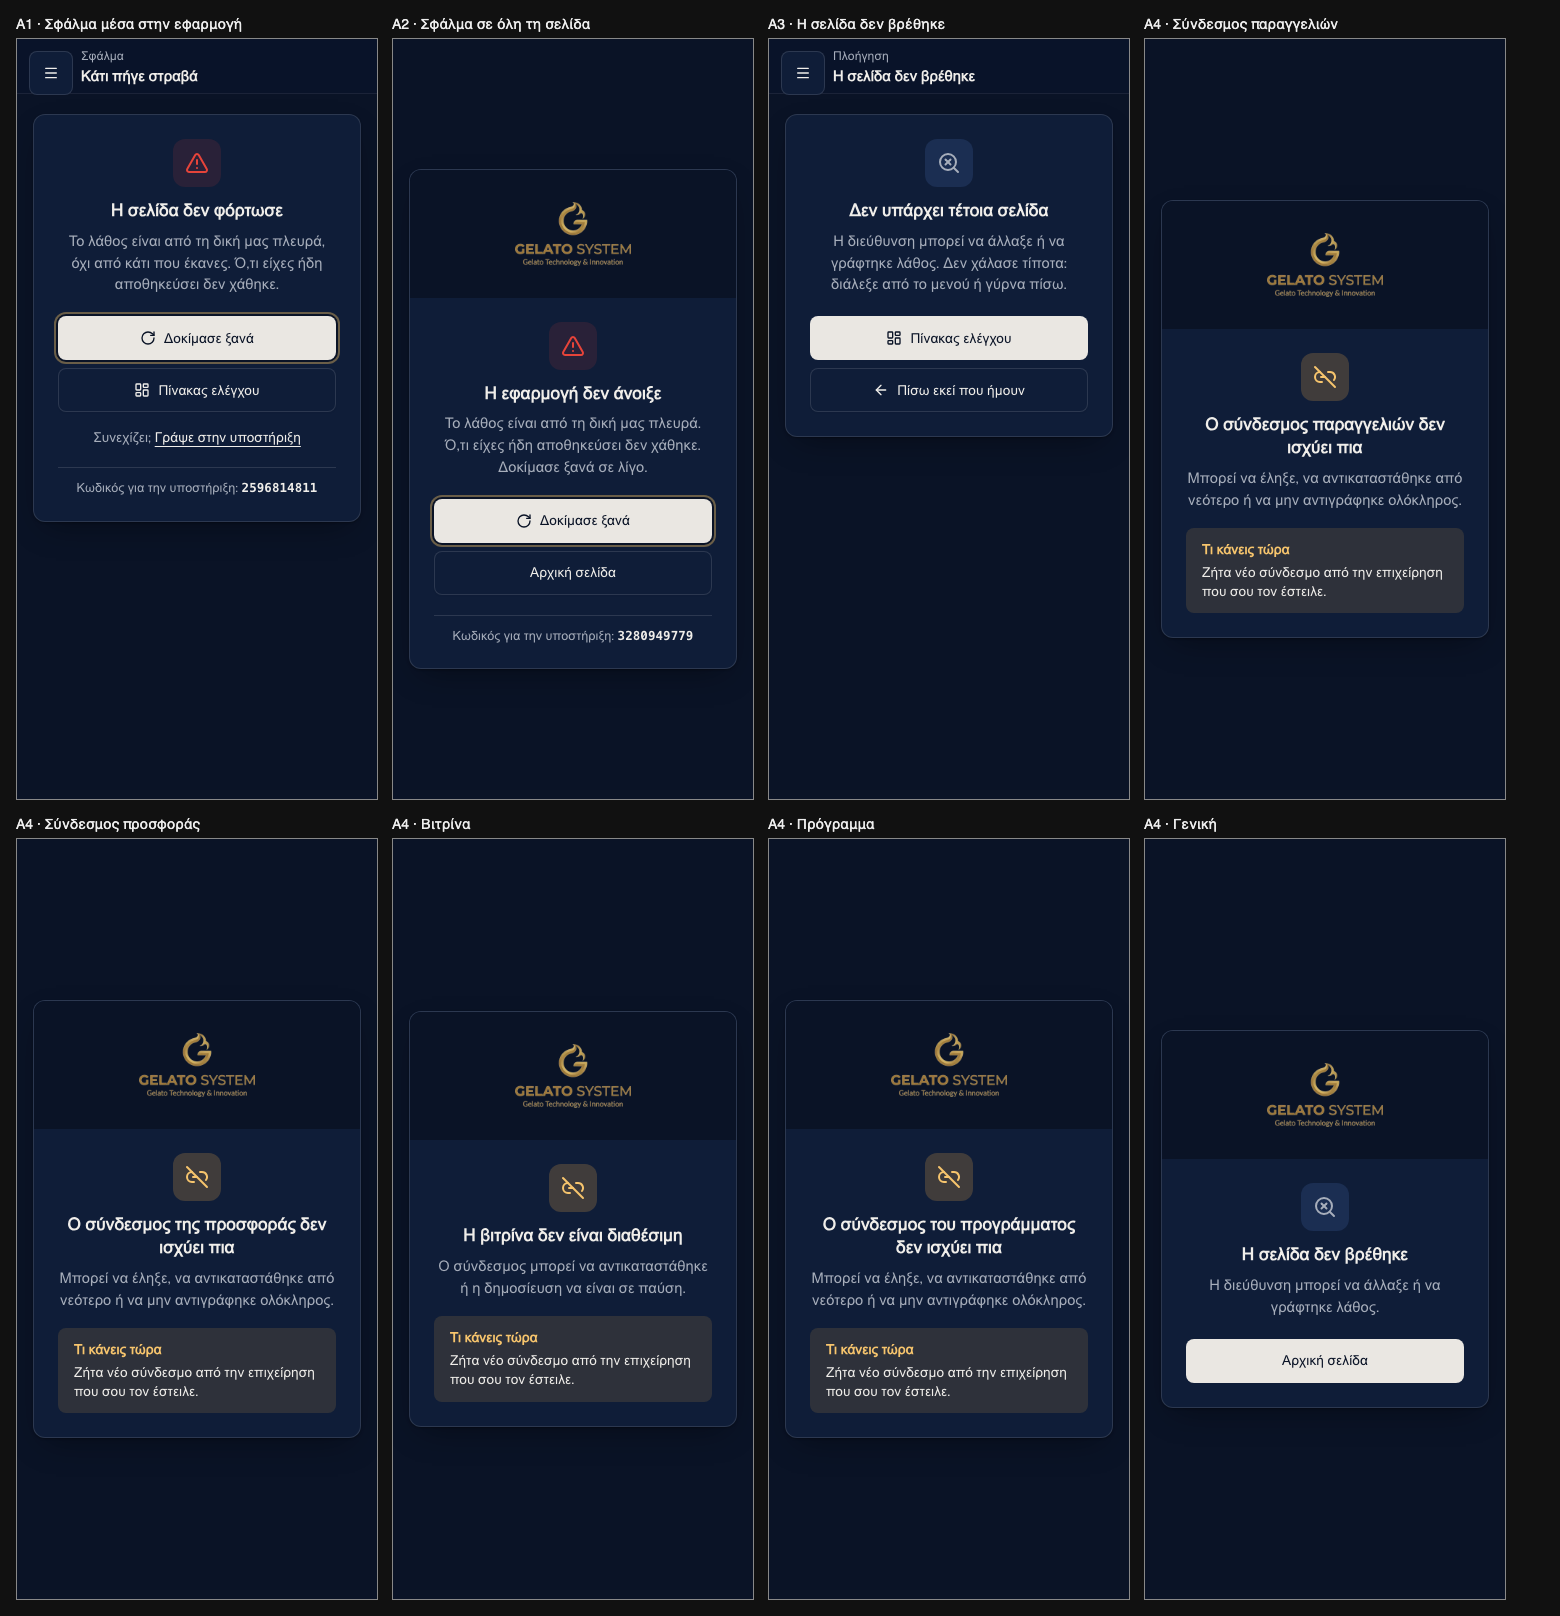 A1 · Σφάλμα μέσα στην εφαρμογή
Σφάλμα
Κάτι πήγε στραβά
Η σελίδα δεν φόρτωσε
Το λάθος είναι από τη δική μας πλευρά,
όχι από κάτι που έκανες. Ό,τι είχες ήδη
αποθηκεύσει δεν χάθηκε.
Δοκίμασε ξανά
Πίνακας ελέγχου
Συνεχίζει; Γράψε στην υποστήριξη
Κωδικός για την υποστήριξη: 2596814811
A2 · Σφάλμα σε όλη τη σελίδα
GELATO SYSTEM
Gelato Technology & Innovation
Η εφαρμογή δεν άνοιξε
Το λάθος είναι από τη δική μας πλευρά.
Ό,τι είχες ήδη αποθηκεύσει δεν χάθηκε.
Δοκίμασε ξανά σε λίγο.
Δοκίμασε ξανά
Αρχική σελίδα
Κωδικός για την υποστήριξη: 3280949779
A3 · Η σελίδα δεν βρέθηκε
Πλοήγηση
Η σελίδα δεν βρέθηκε
Δεν υπάρχει τέτοια σελίδα
Η διεύθυνση μπορεί να άλλαξε ή να
γράφτηκε λάθος. Δεν χάλασε τίποτα:
διάλεξε από το μενού ή γύρνα πίσω.
Πίνακας ελέγχου
Πίσω εκεί που ήμουν
A4 · Σύνδεσμος παραγγελιών
GELATO SYSTEM
Gelato Technology & Innovation
Ο σύνδεσμος παραγγελιών δεν
ισχύει πια
Μπορεί να έληξε, να αντικαταστάθηκε από
νεότερο ή να μην αντιγράφηκε ολόκληρος.
Τι κάνεις τώρα
Ζήτα νέο σύνδεσμο από την επιχείρηση
που σου τον έστειλε.
A4 · Σύνδεσμος προσφοράς
GELATO SYSTEM
Gelato Technology & Innovation
Ο σύνδεσμος της προσφοράς δεν
ισχύει πια
Μπορεί να έληξε, να αντικαταστάθηκε από
νεότερο ή να μην αντιγράφηκε ολόκληρος.
Τι κάνεις τώρα
Ζήτα νέο σύνδεσμο από την επιχείρηση
που σου τον έστειλε.
A4 · Βιτρίνα
GELATO SYSTEM
Gelato Technology & Innovation
Η βιτρίνα δεν είναι διαθέσιμη
Ο σύνδεσμος μπορεί να αντικαταστάθηκε
ή η δημοσίευση να είναι σε παύση.
Τι κάνεις τώρα
Ζήτα νέο σύνδεσμο από την επιχείρηση
που σου τον έστειλε.
A4 · Πρόγραμμα
GELATO SYSTEM
Gelato Technology & Innovation
Ο σύνδεσμος του προγράμματος
δεν ισχύει πια
Μπορεί να έληξε, να αντικαταστάθηκε από
νεότερο ή να μην αντιγράφηκε ολόκληρος.
Τι κάνεις τώρα
Ζήτα νέο σύνδεσμο από την επιχείρηση
που σου τον έστειλε.
A4 · Γενική
GELATO SYSTEM
Gelato Technology & Innovation
Η σελίδα δεν βρέθηκε
Η διεύθυνση μπορεί να άλλαξε ή να
γράφτηκε λάθος.
Αρχική σελίδα